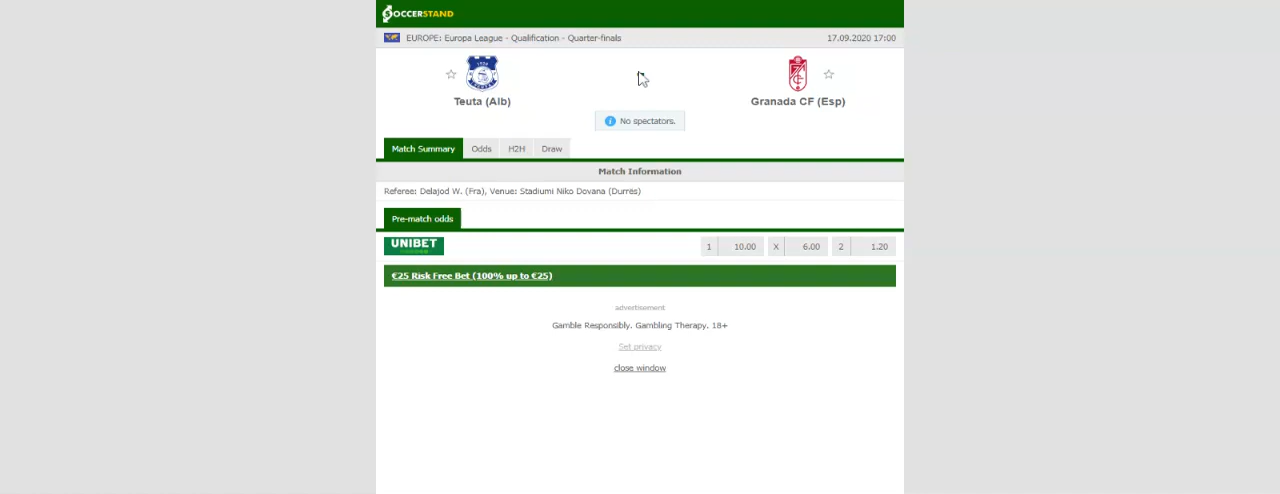 SOCCERSTAND
EUROPE: Europa League - Qualification - Quarter-finals 17.09.2020 17:00
Teuta (Alb) Granada CF (Esp)
No spectators.
Match Summary Odds H2H Draw
Match Information
Referee: Delajod W. (Fra), Venue: Stadiumi Niko Dovana (Durrës)
Pre-match odds
UNIBET 1 10.00 X 6.00 2 1.20
€25 Risk Free Bet (100% up to €25)
advertisement
Gamble Responsibly. Gambling Therapy. 18+
Set privacy
close window